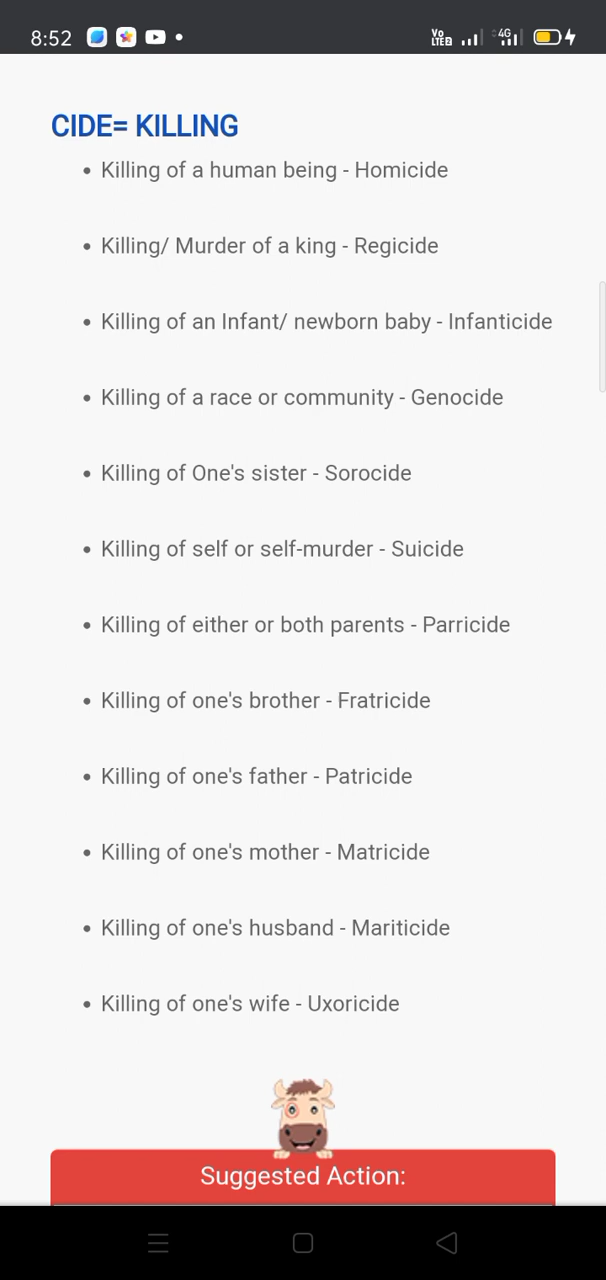 8:52
Vo LTE2 4G
CIDE= KILLING
• Killing of a human being - Homicide
• Killing/ Murder of a king - Regicide
• Killing of an Infant/ newborn baby - Infanticide
• Killing of a race or community - Genocide
• Killing of One's sister - Sorocide
• Killing of self or self-murder - Suicide
• Killing of either or both parents - Parricide
• Killing of one's brother - Fratricide
• Killing of one's father - Patricide
• Killing of one's mother - Matricide
• Killing of one's husband - Mariticide
• Killing of one's wife - Uxoricide
Suggested Action: